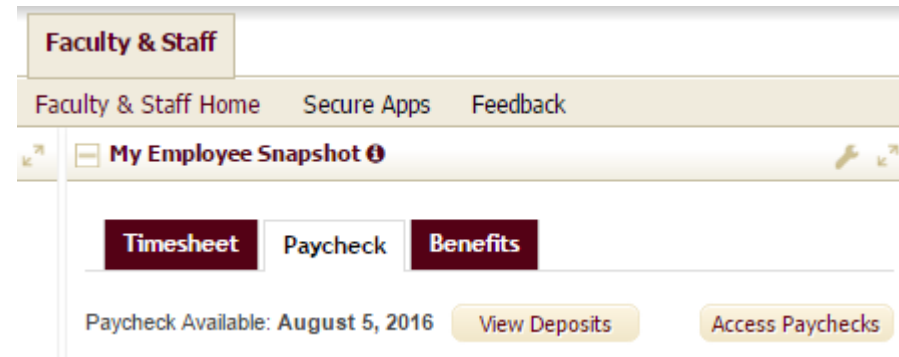 Faculty & Staff
Faculty & Staff Home Secure Apps Feedback
My Employee Snapshot
Timesheet Paycheck Benefits
Paycheck Available: August 5, 2016 View Deposits Access Paychecks